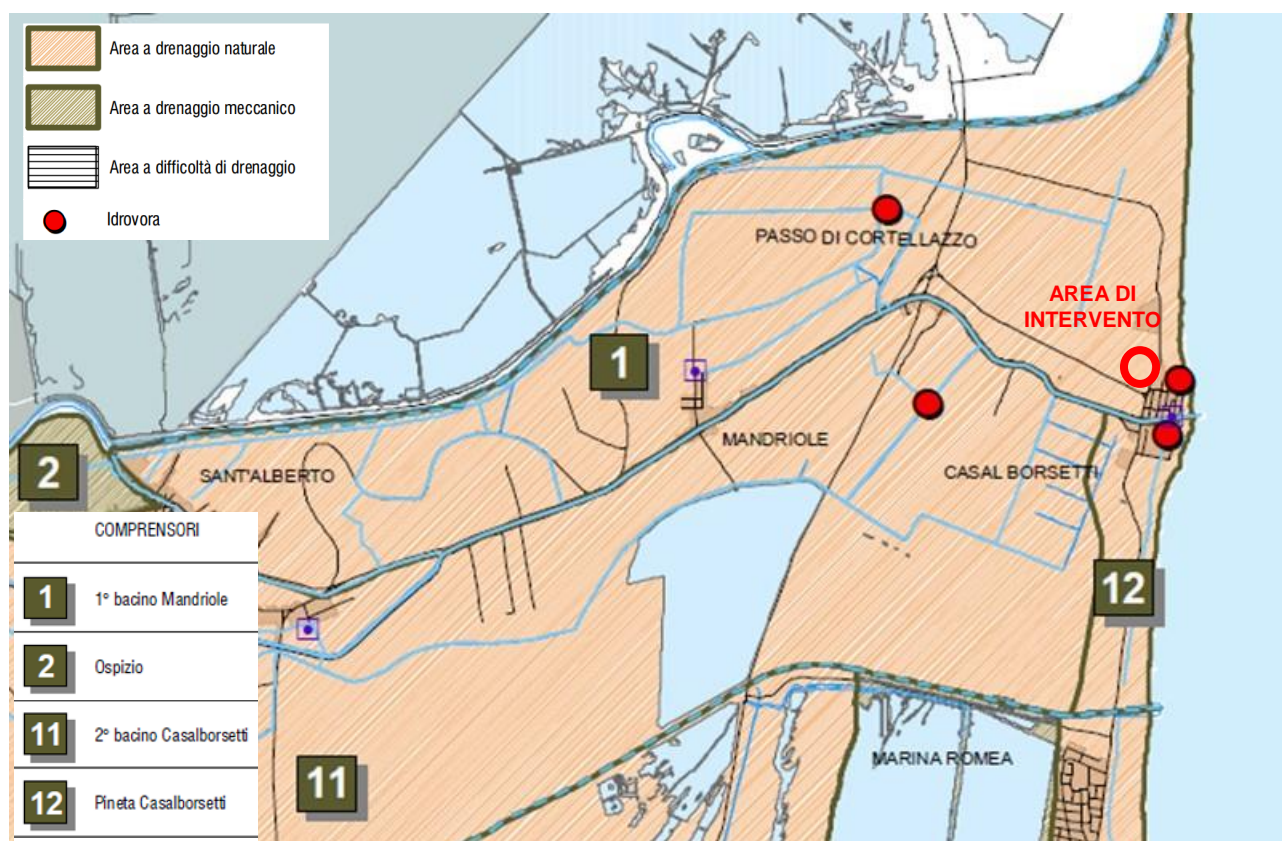 Area a drenaggio naturale
Area a drenaggio meccanico
Area a difficoltà di drenaggio
Idrovora
PASSO DI CORTELLAZZO
AREA DI
INTERVENTO
1
MANDRIOLE
CASAL BORSETTI
2
SANT'ALBERTO
12
MARINA ROMEA
11
COMPRENSORI
1 1° bacino Mandriole
2 Ospizio
11 2° bacino Casalborsetti
12 Pineta Casalborsetti